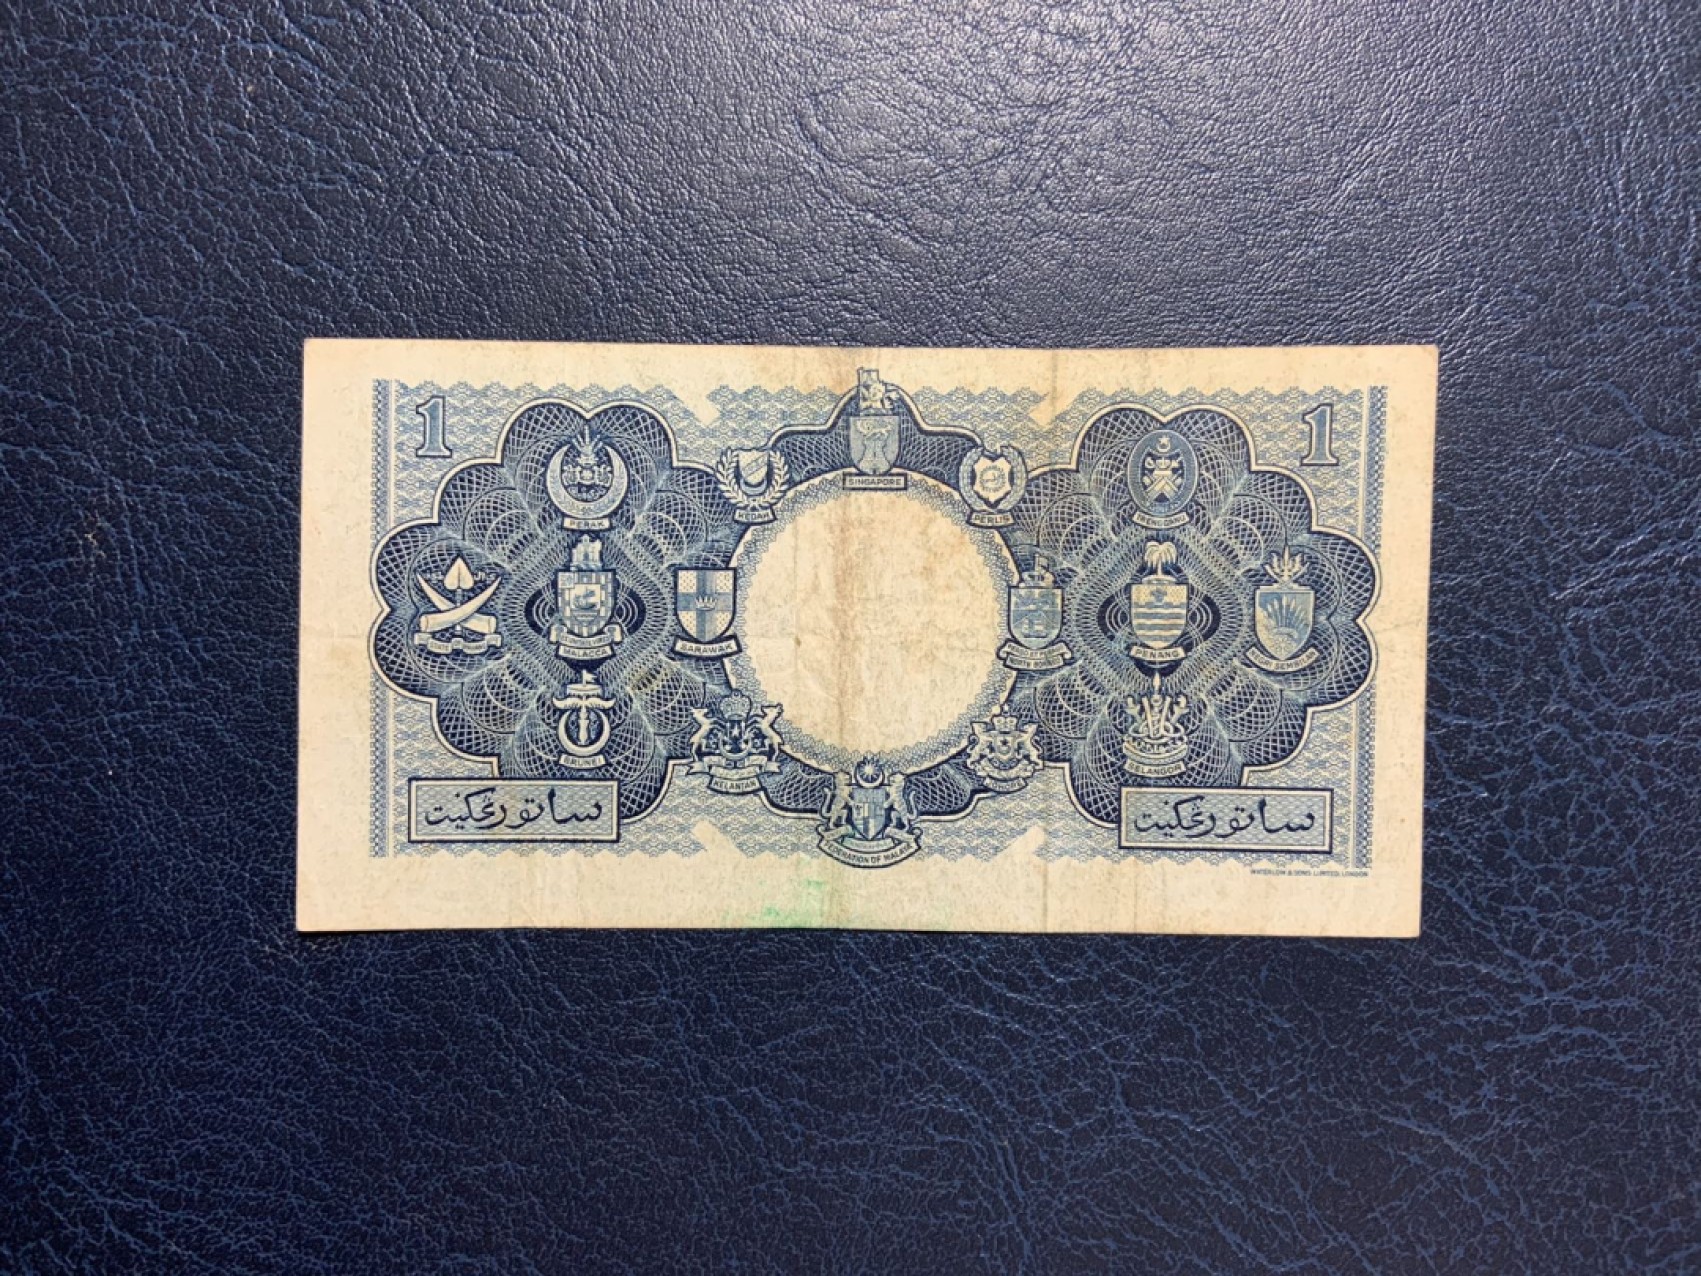 1
1
SINGAPORE
KEDAH
PERLIS
PERAK
TRENGGANU
MALACCA
SARAWAK
NORTH BORNEO
PENANG
NEGRI SEMBILAN
BRUNEI
KELANTAN
SELANGOR
FEDERATION OF MALAYA
ساتو رڠݢيت
ساتو رڠݢيت
WATERLOW & SONS LIMITED, LONDON